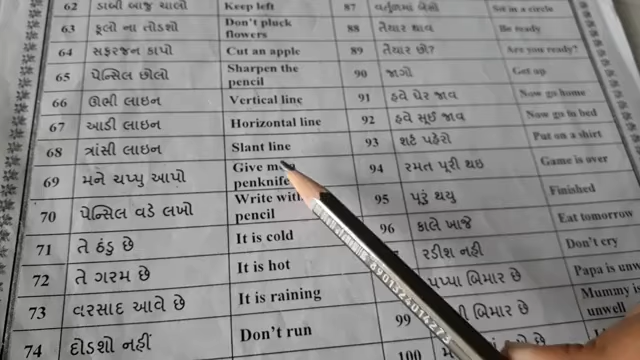 62 ડાબી બાજુ ચાલો Keep left 87 વર્તુળમાં બેસો Sit in a circle
63 ફૂલો ના તોડશો Don't pluck flowers 88 તૈયાર થાવ Be ready
64 સફરજન કાપો Cut an apple 89 તૈયાર છો? Are you ready?
65 પેન્સિલ છોલો Sharpen the pencil 90 જાગો Get up
66 ઊભી લાઇન Vertical line 91 હવે ઘેર જાવ Now go home
67 આડી લાઇન Horizontal line 92 હવે સૂઈ જાવ Now go to bed
68 ત્રાંસી લાઇન Slant line 93 શર્ટ પહેરો Put on a shirt
69 મને ચપ્પુ આપો Give me penknife 94 રમત પૂરી થઇ Game is over
70 પેન્સિલ વડે લખો Write with pencil 95 પૂરું થયુ Finished
71 તે ઠંડુ છે It is cold 96 કાલે ખાજે Eat tomorrow
72 તે ગરમ છે It is hot રડીશ નહી Don't cry
73 વરસાદ આવે છે It is raining પપ્પા બિમાર છે Papa is
74 દોડશો નહીં Don't run 99 બિમાર છે Mummy is unwell
100 છે